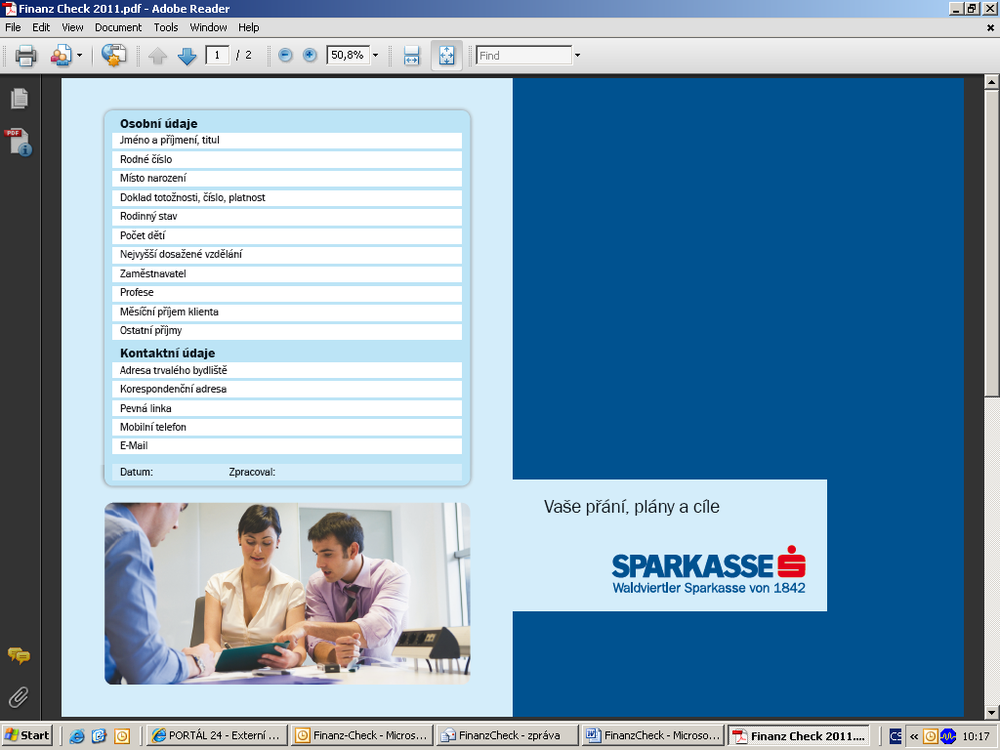 Finanz Check 2011.pdf - Adobe Reader
File Edit View Document Tools Window Help
1 / 2 50,8% Find
Osobní údaje
Jméno a příjmení, titul
Rodné číslo
Místo narození
Doklad totožnosti, číslo, platnost
Rodinný stav
Počet dětí
Nejvyšší dosažené vzdělání
Zaměstnavatel
Profese
Měsíční příjem klienta
Ostatní příjmy
Kontaktní údaje
Adresa trvalého bydliště
Korespondenční adresa
Pevná linka
Mobilní telefon
E-Mail
Datum: Zpracoval:
Vaše přání, plány a cíle
SPARKASSE
Waldviertler Sparkasse von 1842
Start PORTÁL 24 - Externí ... Finanz-Check - Micros... FinanzCheck - zpráva FinanzCheck - Microso... Finanz Check 2011.... CS « 10:17